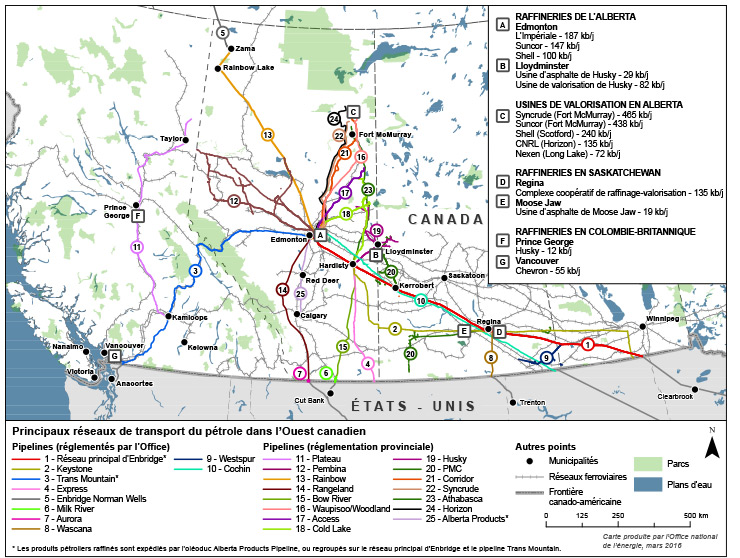 RAFFINERIES DE L'ALBERTA
A Edmonton
L'Impériale - 187 kb/j
Suncor - 147 kb/j
Shell - 100 kb/j
B Lloydminster
Usine d'asphalte de Husky - 29 kb/j
Usine de valorisation de Husky - 82 kb/j
USINES DE VALORISATION EN ALBERTA
C Syncrude (Fort McMurray) - 465 kb/j
Suncor (Fort McMurray) - 438 kb/j
Shell (Scotford) - 240 kb/j
CNRL (Horizon) - 135 kb/j
Nexen (Long Lake) - 72 kb/j
RAFFINERIES EN SASKATCHEWAN
D Regina
Complexe coopératif de raffinage-valorisation - 135 kb/j
E Moose Jaw
Usine d'asphalte de Moose Jaw - 19 kb/j
RAFFINERIES EN COLOMBIE-BRITANNIQUE
F Prince George
Husky - 12 kb/j
G Vancouver
Chevron - 55 kb/j
5
Zama
Rainbow Lake
C
24
Fort McMurray
22
13
Taylor
21
16
17
23
12
Prince
George
F
18
CANADA
19
Edmonton
A
11
Lloydminster
B
3
Hardisty
20
Saskatoon
Red Deer
Kerrobert
14
25
10
Kamloops
Calgary
Regina
Winnipeg
2
E
D
Nanaimo
Vancouver
G
Kelowna
15
20
1
8
9
Victoria
Anacortes
7
6
4
Cut Bank
ÉTATS - UNIS
Trenton
Clearbrook
Principaux réseaux de transport du pétrole dans l'Ouest canadien
Pipelines (réglementés par l'Office)
1 - Réseau principal d'Enbridge*
2 - Keystone
3 - Trans Mountain*
4 - Express
5 - Enbridge Norman Wells
6 - Milk River
7 - Aurora
8 - Wascana
9 - Westspur
10 - Cochin
Pipelines (réglementation provinciale)
11 - Plateau
12 - Pembina
13 - Rainbow
14 - Rangeland
15 - Bow River
16 - Waupisoo/Woodland
17 - Access
18 - Cold Lake
19 - Husky
20 - PMC
21 - Corridor
22 - Syncrude
23 - Athabasca
24 - Horizon
25 - Alberta Products*
Autres points
Municipalités
Réseaux ferroviaires
Frontière
canado-américaine
Parcs
Plans d'eau
N
0 125 250 500 km
Carte produite par l'Office national
de l'énergie, mars 2016
* Les produits pétroliers raffinés sont expédiés par l'oléoduc Alberta Products Pipeline, ou regroupés sur le réseau principal d'Enbridge et le pipeline Trans Mountain.